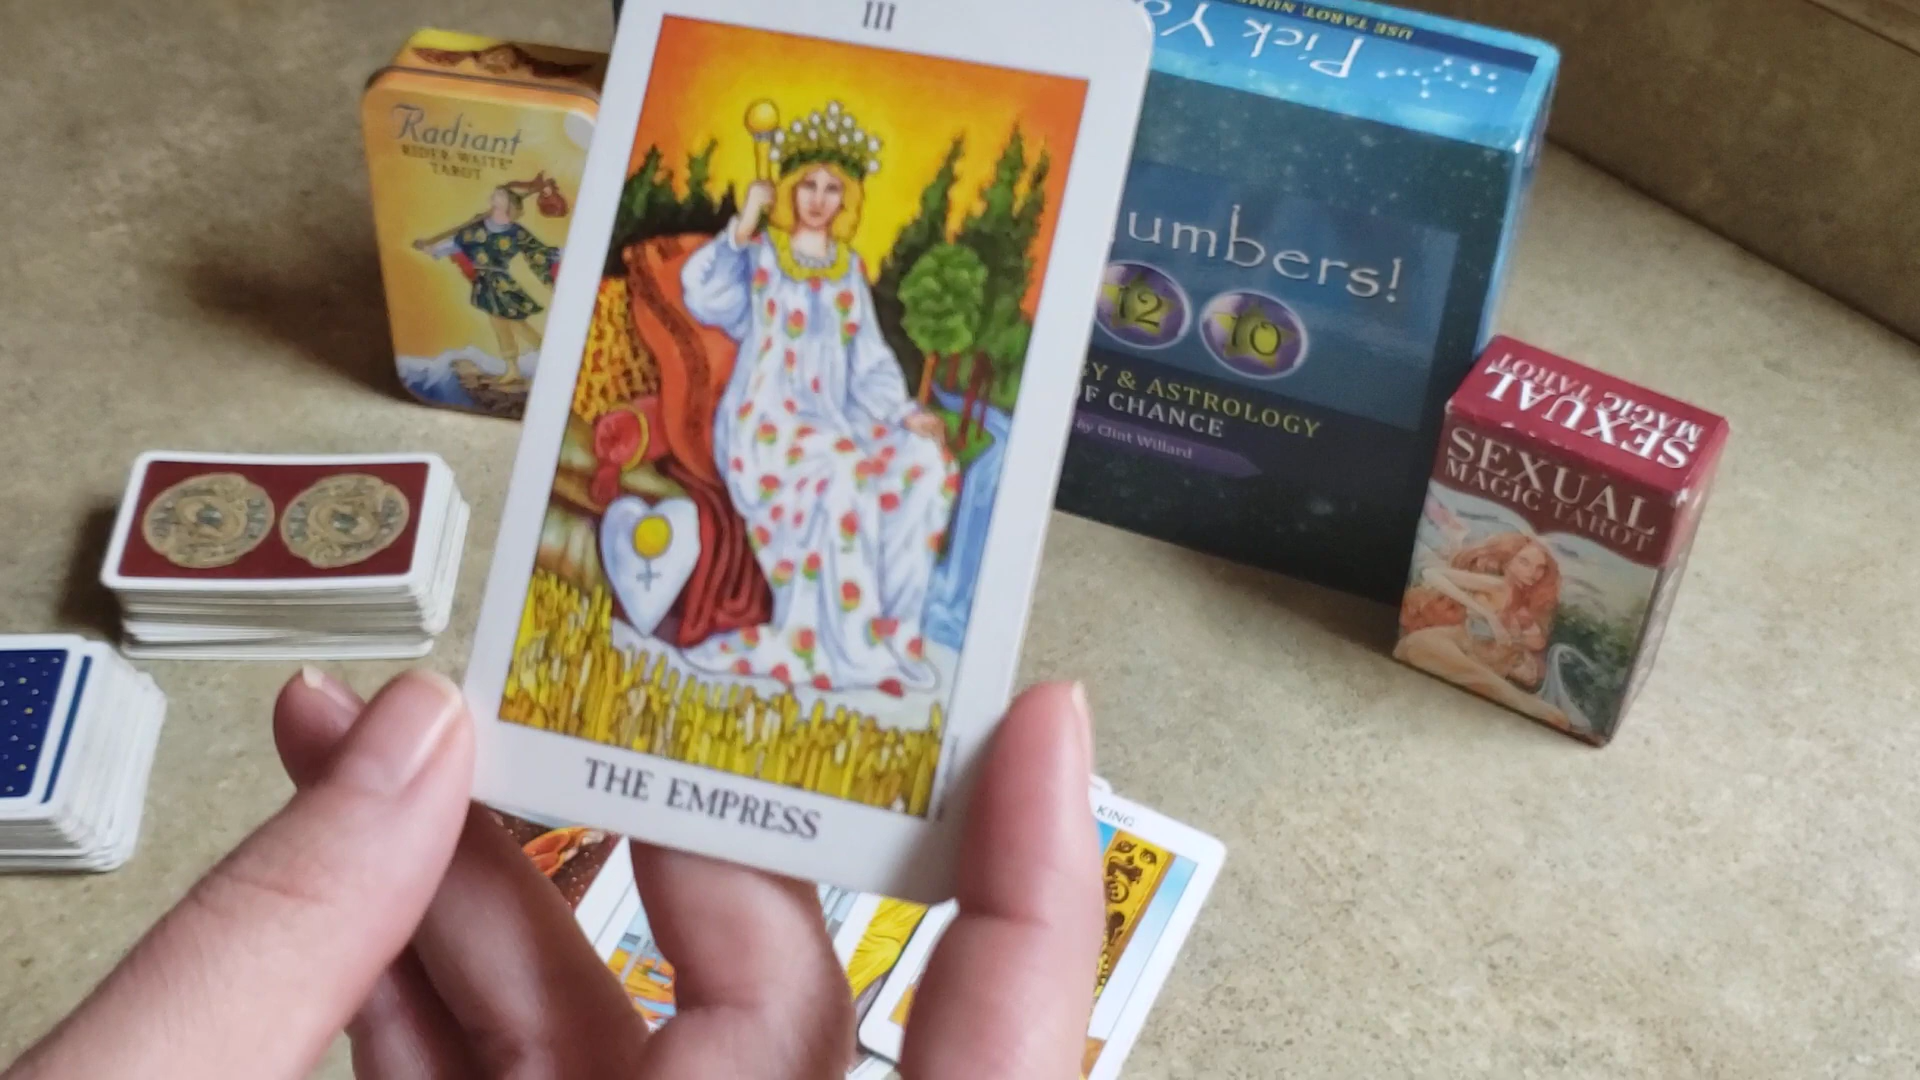 III
THE EMPRESS
Radiant
RIDER-WAITE®
TAROT
USE TAROT, NUM
Pick Yo
umbers!
12
10
GY & ASTROLOGY
OF CHANCE
by Clint Willard
SEXUAL
MAGIC TAROT
SEXUAL
MAGIC TAROT
KING